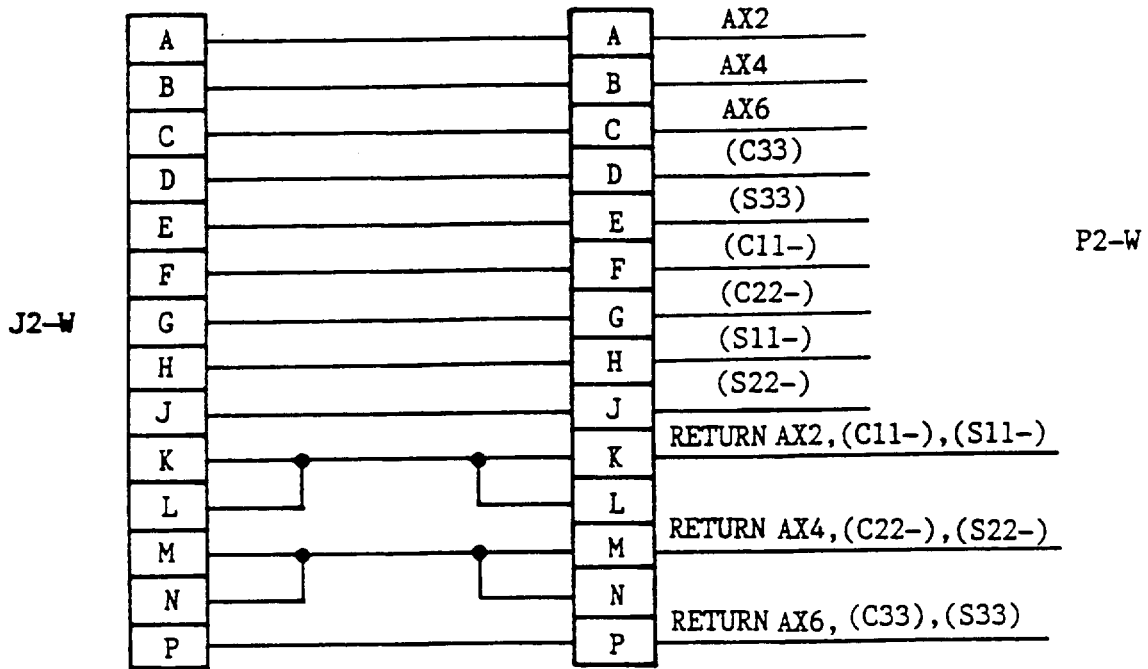 A A AX2
B B AX4
C C AX6
D D (C33)
E E (S33)
F F (C11-)
G G (C22-)
H H (S11-)
J J (S22-)
K K RETURN AX2,(C11-),(S11-)
L L
M M RETURN AX4,(C22-),(S22-)
N N
P P RETURN AX6, (C33),(S33)
J2-W
P2-W